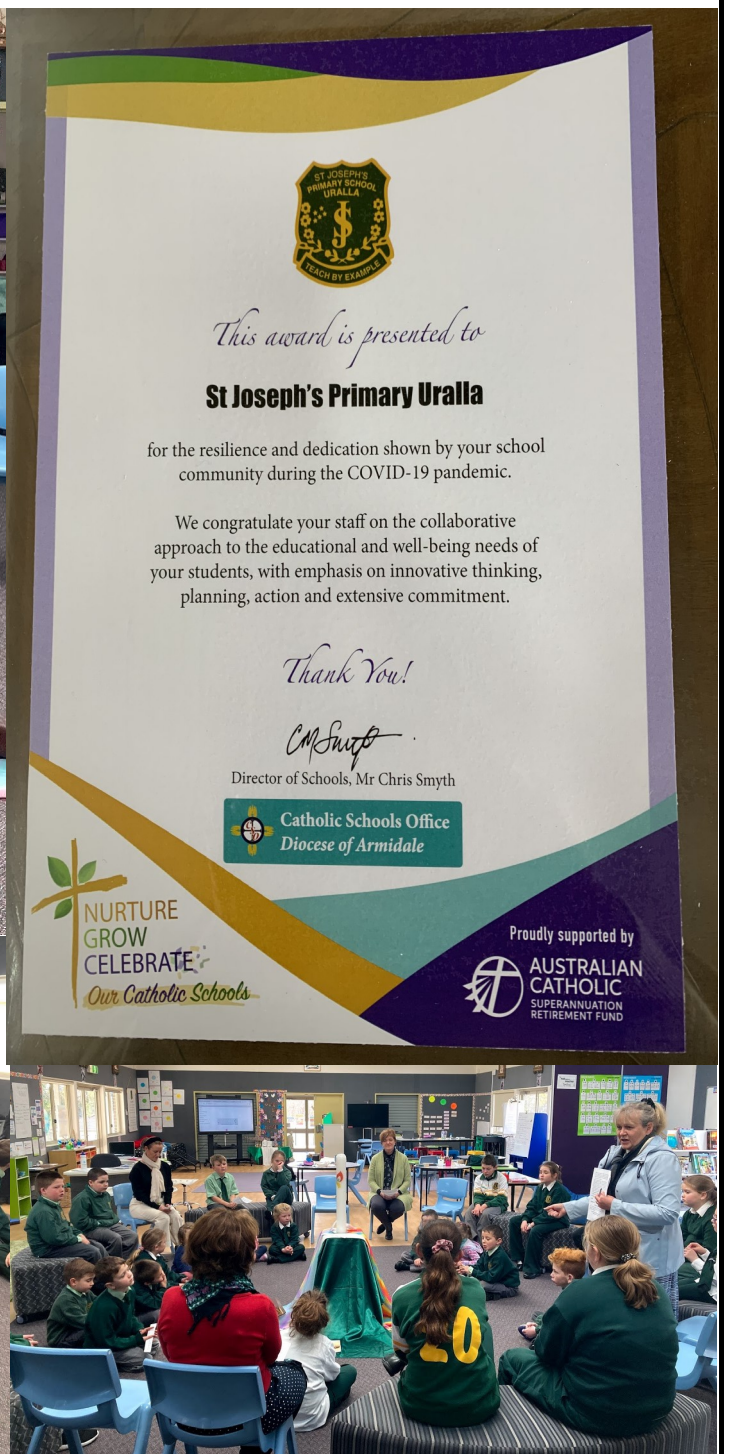 ST JOSEPH'S
PRIMARY SCHOOL
URALLA
TEACH BY EXAMPLE
This award is presented to
St Joseph's Primary Uralla
for the resilience and dedication shown by your school
community during the COVID-19 pandemic.
We congratulate your staff on the collaborative
approach to the educational and well-being needs of
your students, with emphasis on innovative thinking,
planning, action and extensive commitment.
Thank You!
CMSmyth
Director of Schools, Mr Chris Smyth
Catholic Schools Office
Diocese of Armidale
NURTURE
GROW
CELEBRATE
Our Catholic Schools
Proudly supported by
AUSTRALIAN
CATHOLIC
SUPERANNUATION
RETIREMENT FUND
20